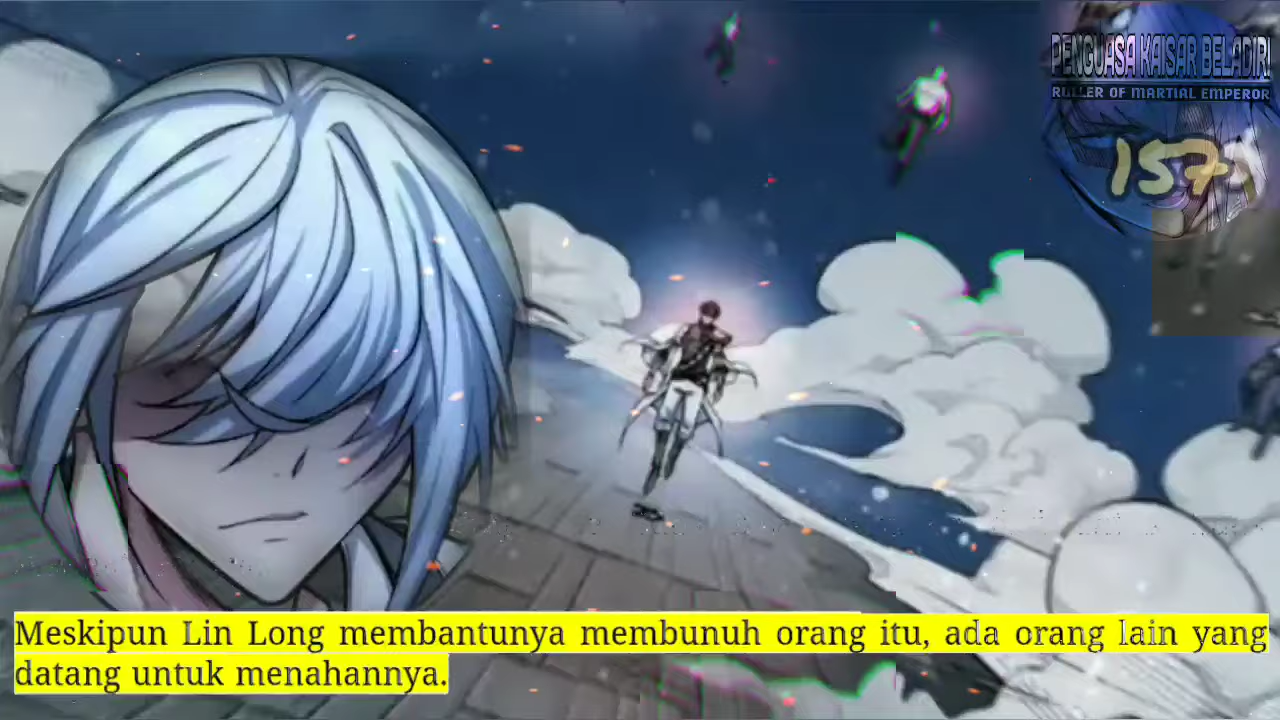 PENGUASA KAISAR BELADIRI
RULLER OF MARTIAL EMPEROR
Meskipun Lin Long membantunya membunuh orang itu, ada orang lain yang
datang untuk menahannya.